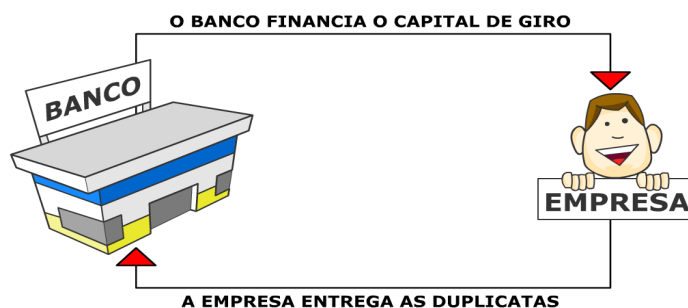 O BANCO FINANCIA O CAPITAL DE GIRO
BANCO
EMPRESA
A EMPRESA ENTREGA AS DUPLICATAS